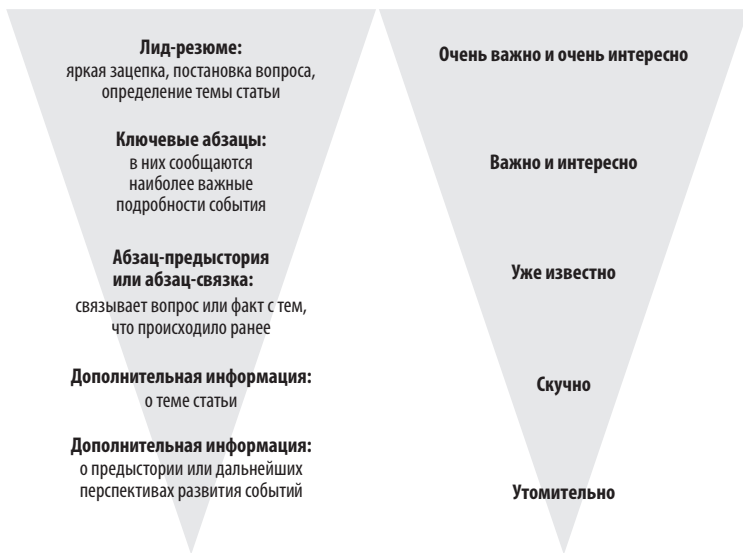 Лид-резюме:
яркая зацепка, постановка вопроса,
определение темы статьи
Ключевые абзацы:
в них сообщаются
наиболее важные
подробности события
Абзац-предыстория
или абзац-связка:
связывает вопрос или факт с тем,
что происходило ранее
Дополнительная информация:
о теме статьи
Дополнительная информация:
о предыстории или дальнейших
перспективах развития событий
Очень важно и очень интересно
Важно и интересно
Уже известно
Скучно
Утомительно